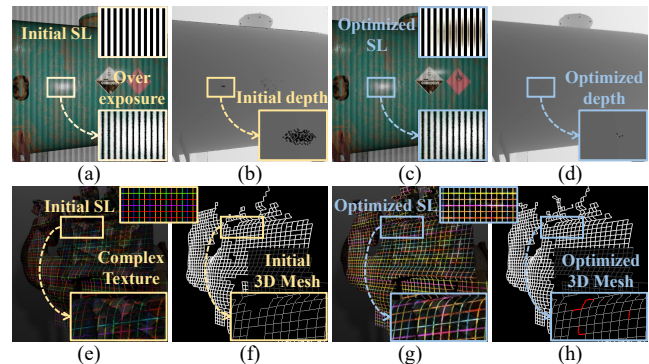 Initial SL
Over
exposure
Initial depth
Optimized
SL
Optimized
depth
(a)
(b)
(c)
(d)
Initial SL
Complex
Texture
Initial
3D Mesh
Optimized SL
Optimized
3D Mesh
(e)
(f)
(g)
(h)